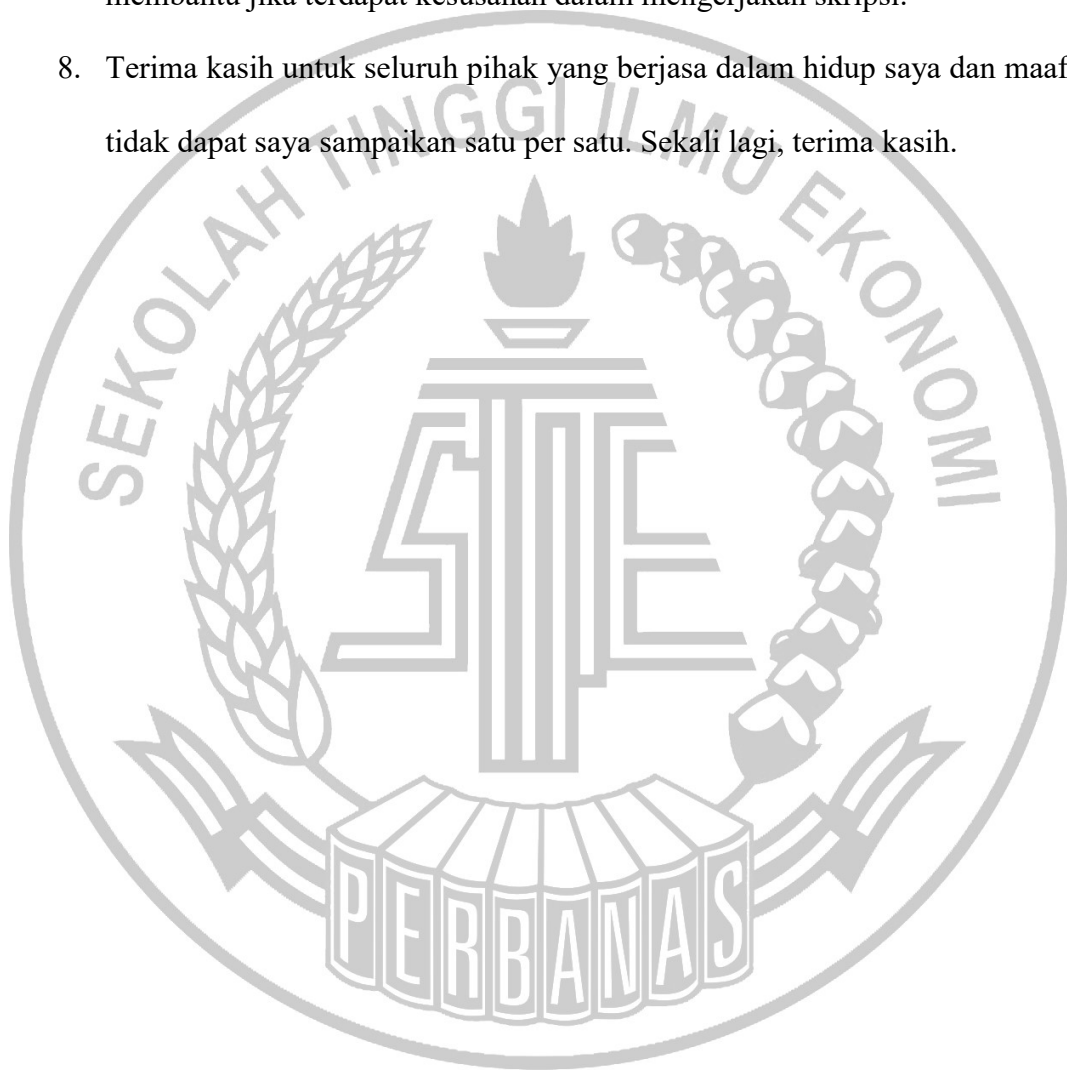 membantu jika terdapat kesusahan dalam mengerjakan skripsi.
8. Terima kasih untuk seluruh pihak yang berjasa dalam hidup saya dan maaf
tidak dapat saya sampaikan satu per satu. Sekali lagi, terima kasih.
SEKOLAH TINGGI ILMU EKONOMI
STIE
PERBANAS